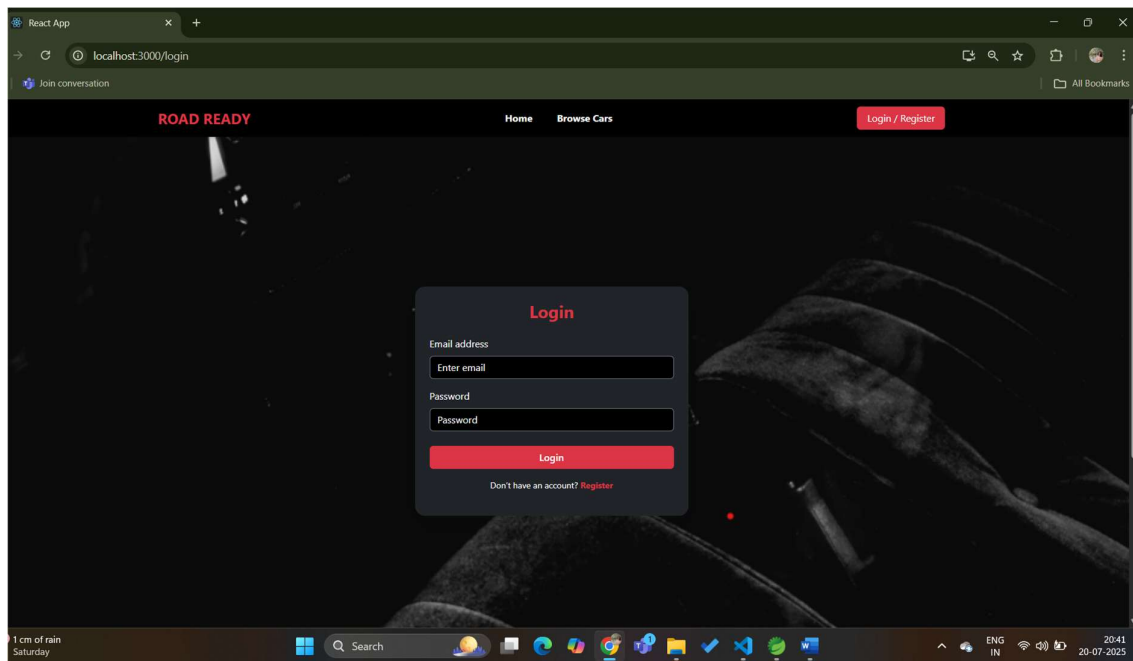 React App
localhost:3000/login
Join conversation
All Bookmarks
ROAD READY
Home
Browse Cars
Login / Register
Login
Email address
Enter email
Password
Password
Login
Don't have an account? Register
1 cm of rain
Saturday
Search
1
W
ENG
IN
20:41
20-07-2025